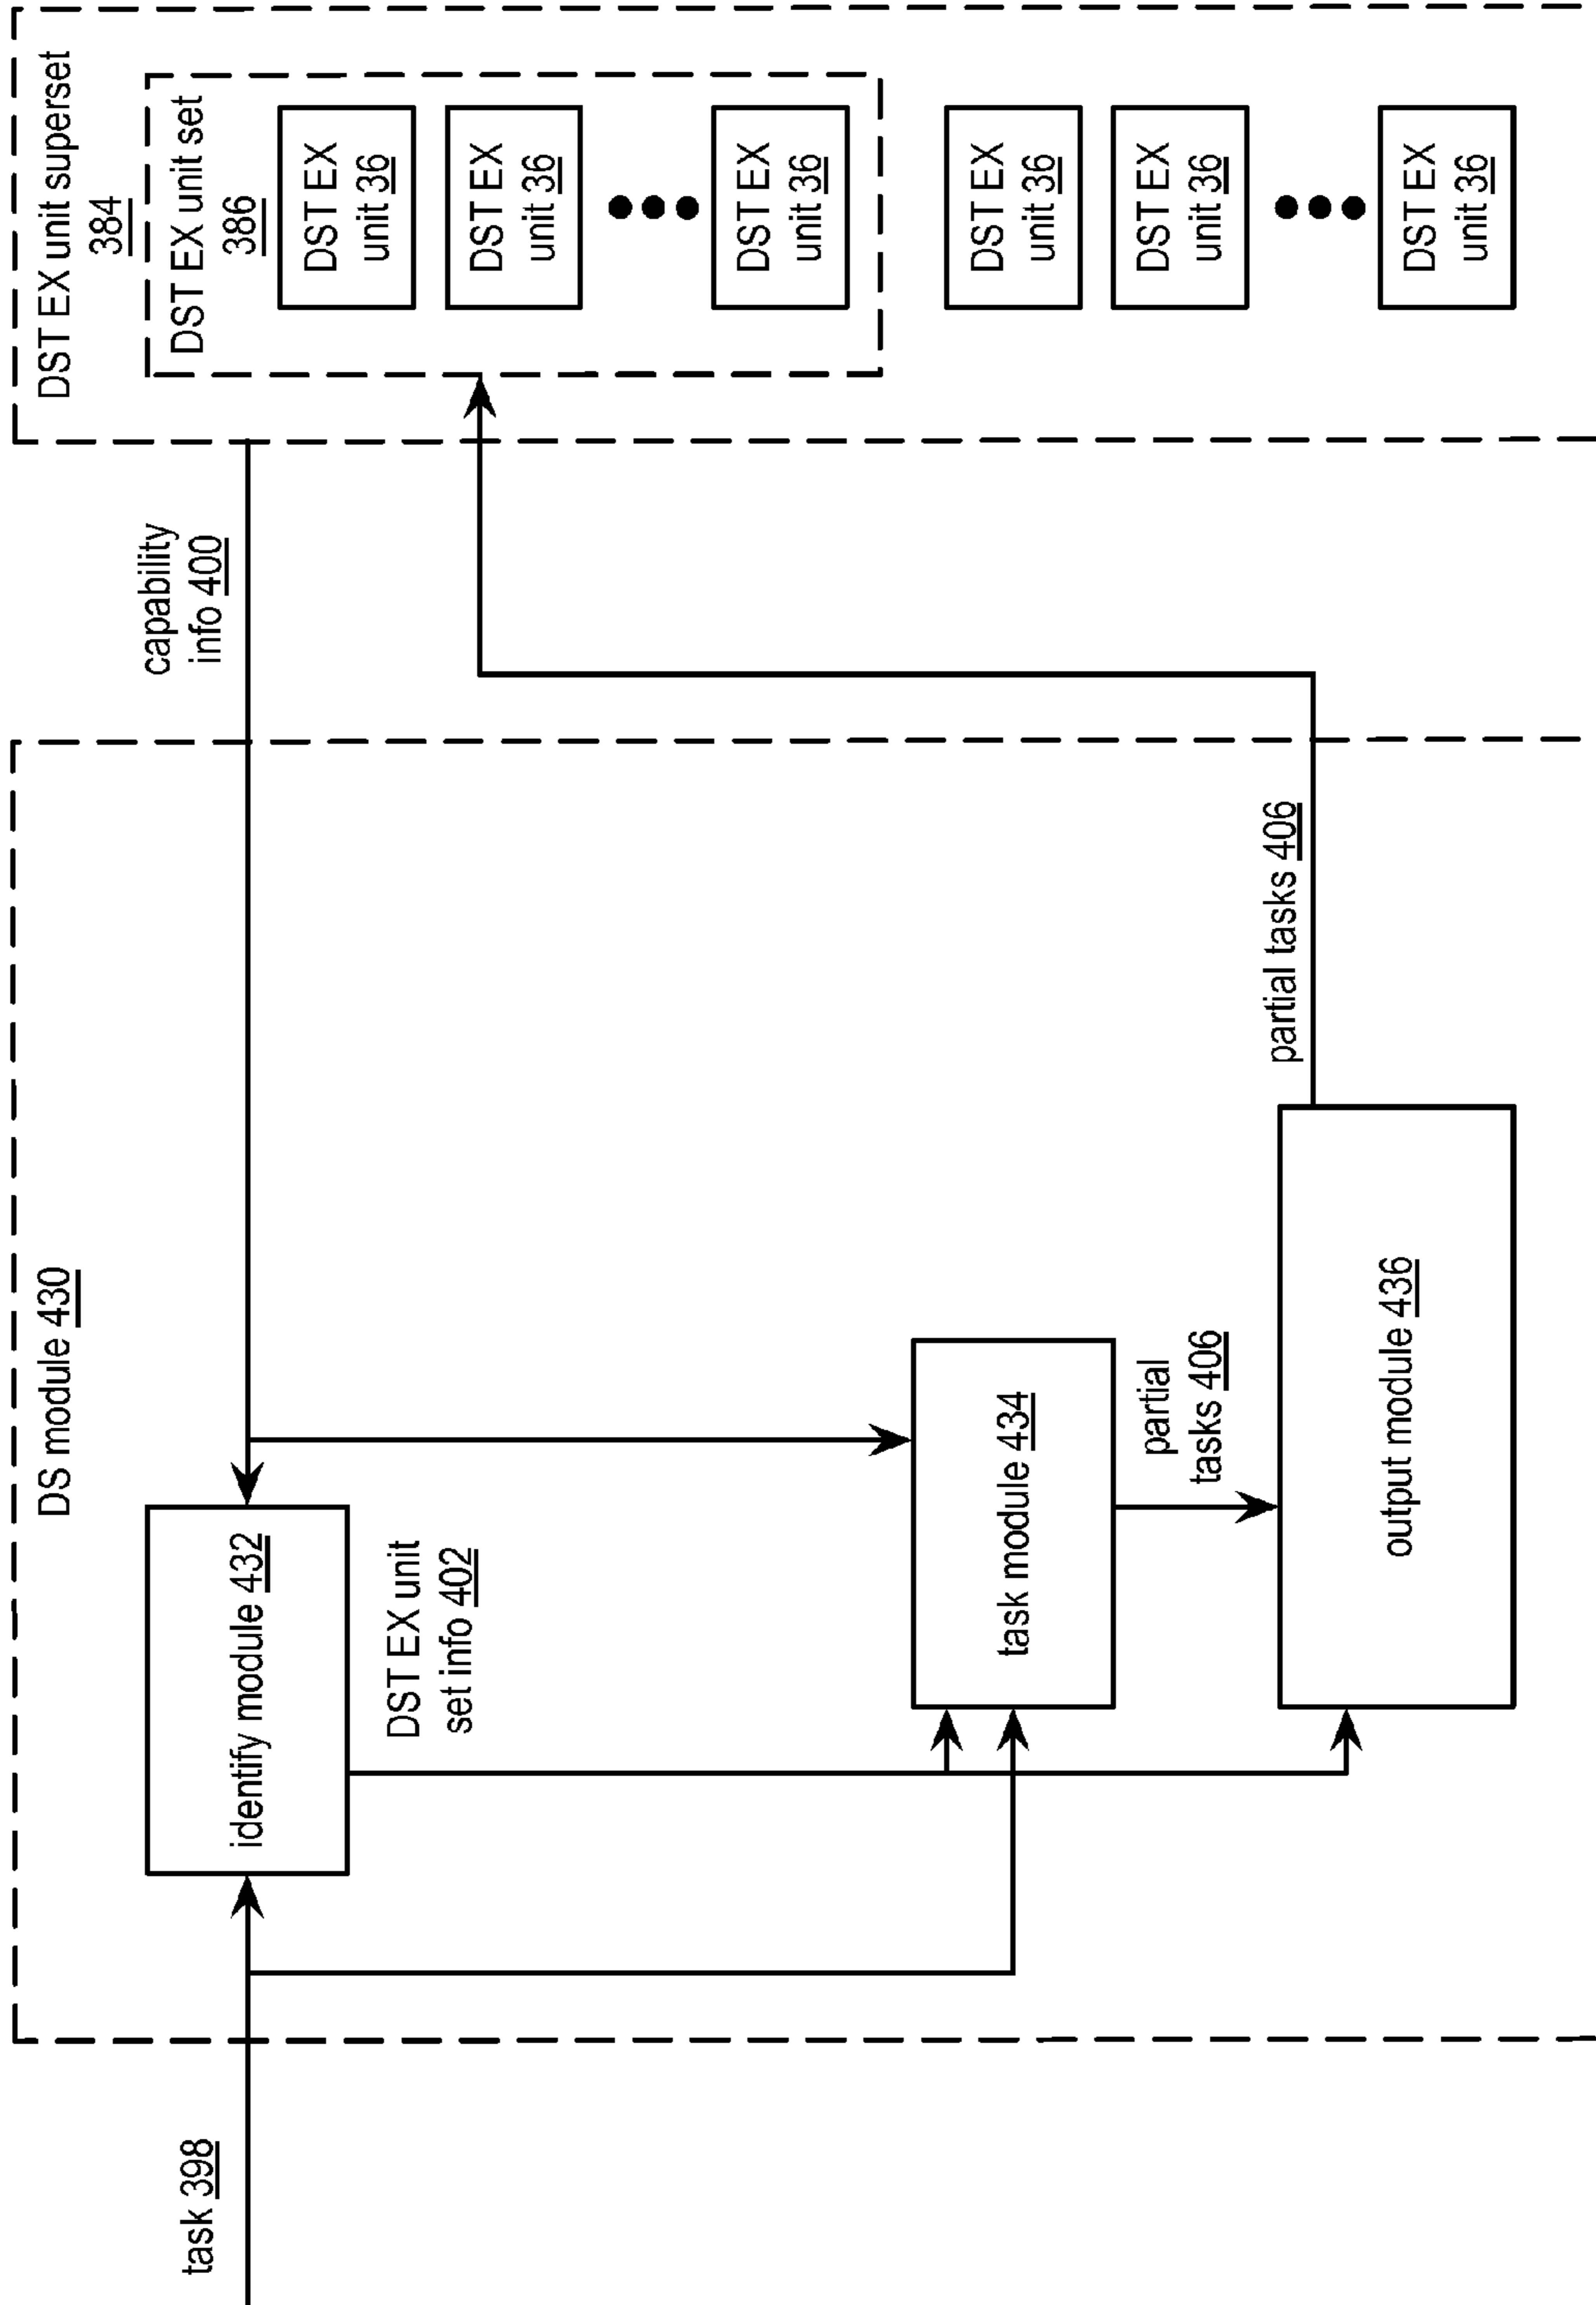 DS module 430
task 398
identify module 432
capability
info 400
DST EX unit
set info 402
task module 434
partial
tasks 406
output module 436
partial tasks 406
DST EX unit superset
384
DST EX unit set
386
DST EX
unit 36
DST EX
unit 36
DST EX
unit 36
DST EX
unit 36
DST EX
unit 36
DST EX
unit 36